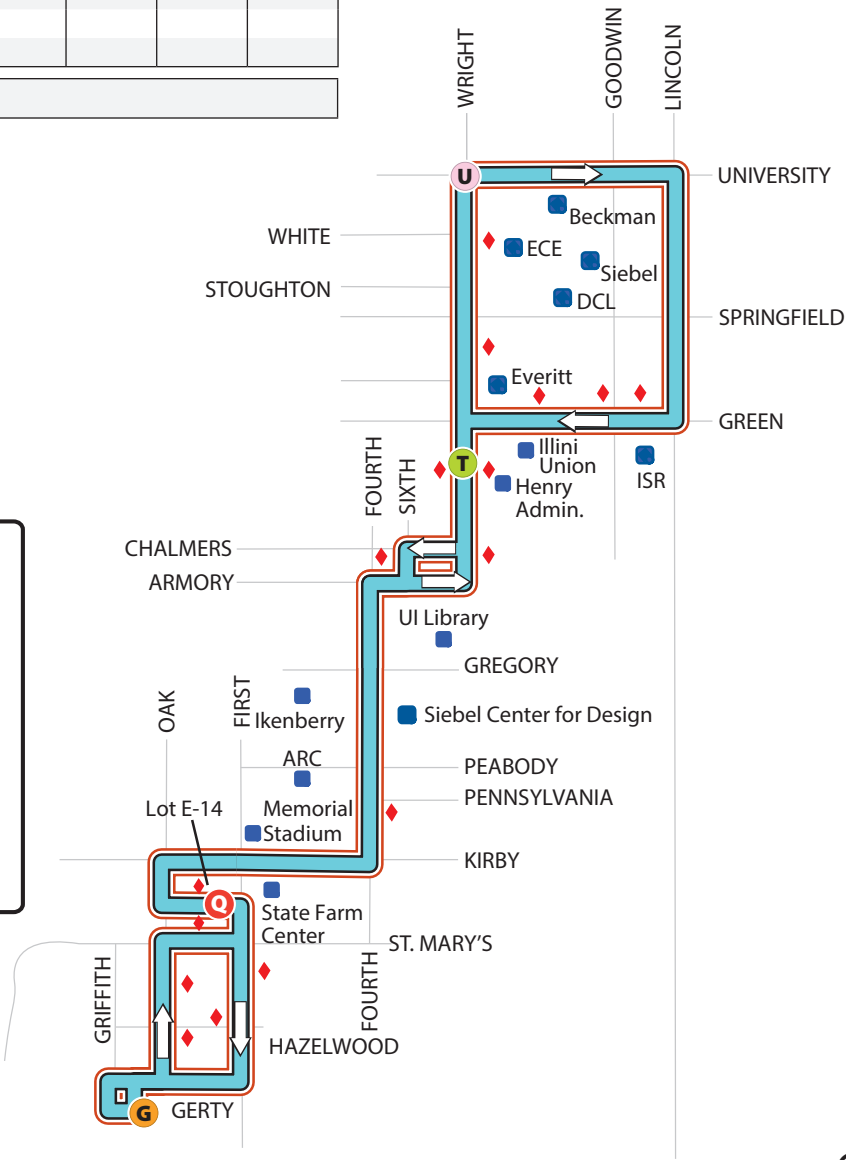 WRIGHT
GOODWIN
LINCOLN
U
UNIVERSITY
Beckman
WHITE
ECE
Siebel
STOUGHTON
DCL
SPRINGFIELD
Everitt
GREEN
FOURTH
SIXTH
T
Illini
Union
Henry
Admin.
ISR
CHALMERS
ARMORY
UI Library
GREGORY
OAK
FIRST
Ikenberry
Siebel Center for Design
ARC
PEABODY
PENNSYLVANIA
Lot E-14
Memorial
Stadium
KIRBY
Q
State Farm
Center
ST. MARY'S
GRIFFITH
FOURTH
HAZELWOOD
G
GERTY